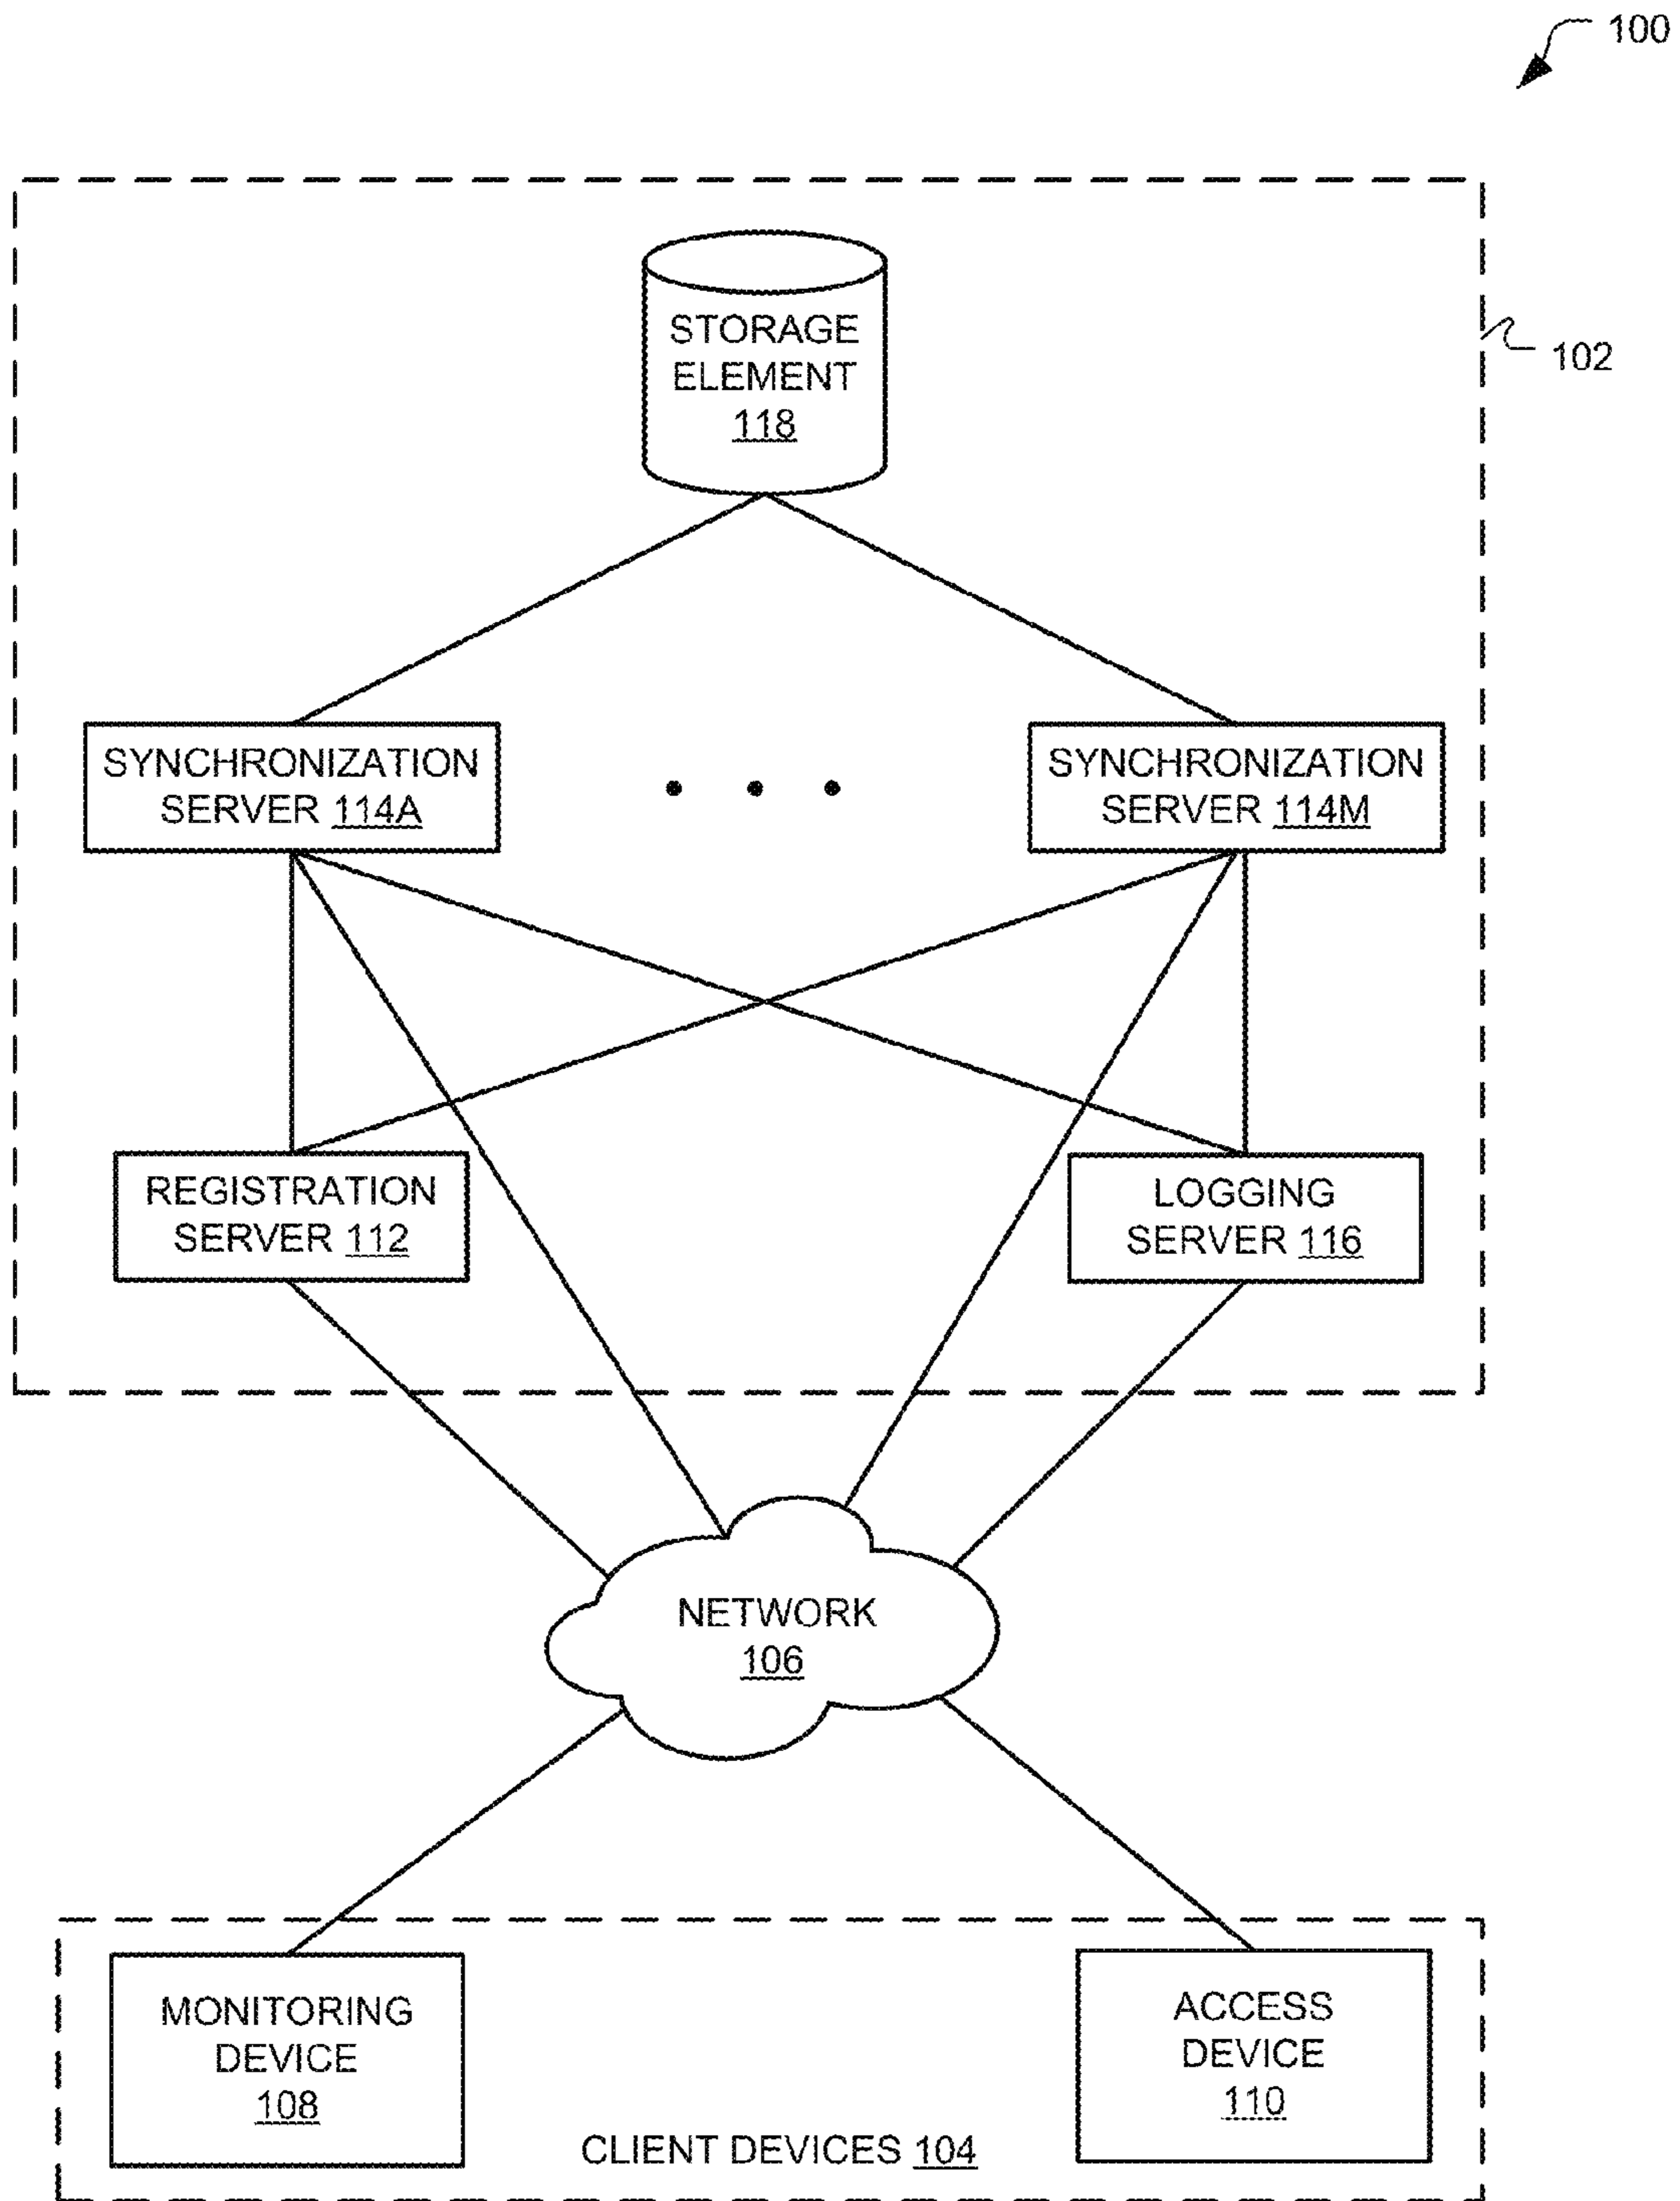 100
STORAGE
ELEMENT
118
102
SYNCHRONIZATION
SERVER 114A
SYNCHRONIZATION
SERVER 114M
REGISTRATION
SERVER 112
LOGGING
SERVER 116
NETWORK
106
MONITORING
DEVICE
108
ACCESS
DEVICE
110
CLIENT DEVICES 104